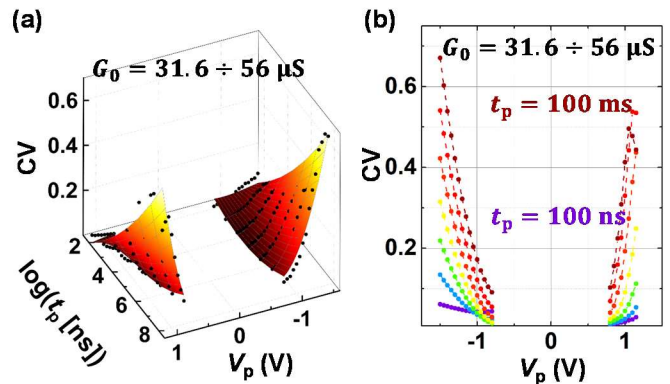 (a)
G₀ = 31.6 ÷ 56 μS
0.6
0.4
0.2
CV
2
4
6
8
log(tₚ [ns])
1
0
-1
Vₚ (V)
(b)
G₀ = 31.6 ÷ 56 μS
tₚ = 100 ms
tₚ = 100 ns
0.6
0.4
0.2
CV
-1
0
1
Vₚ (V)